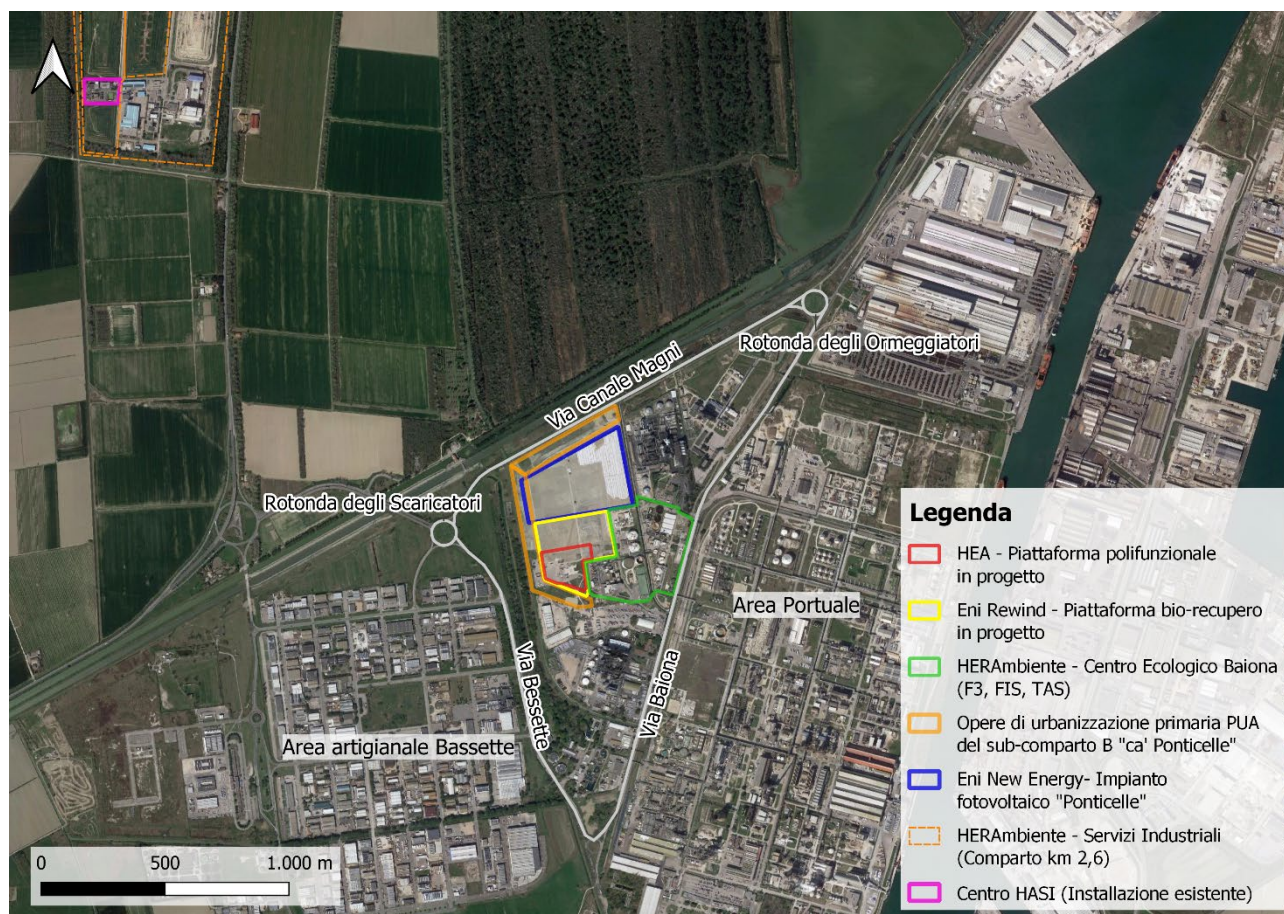 Via Canale Magni
Rotonda degli Ormeggiatori
Rotonda degli Scaricatori
Area Portuale
Via Bessette
Via Baiona
Area artigianale Bassette
Legenda
HEA - Piattaforma polifunzionale
in progetto
Eni Rewind - Piattaforma bio-recupero
in progetto
HERAmbiente - Centro Ecologico Baiona
(F3, FIS, TAS)
Opere di urbanizzazione primaria PUA
del sub-comparto B "ca' Ponticelle"
Eni New Energy- Impianto
fotovoltaico "Ponticelle"
HERAmbiente - Servizi Industriali
(Comparto km 2,6)
Centro HASI (Installazione esistente)
0 500 1.000 m